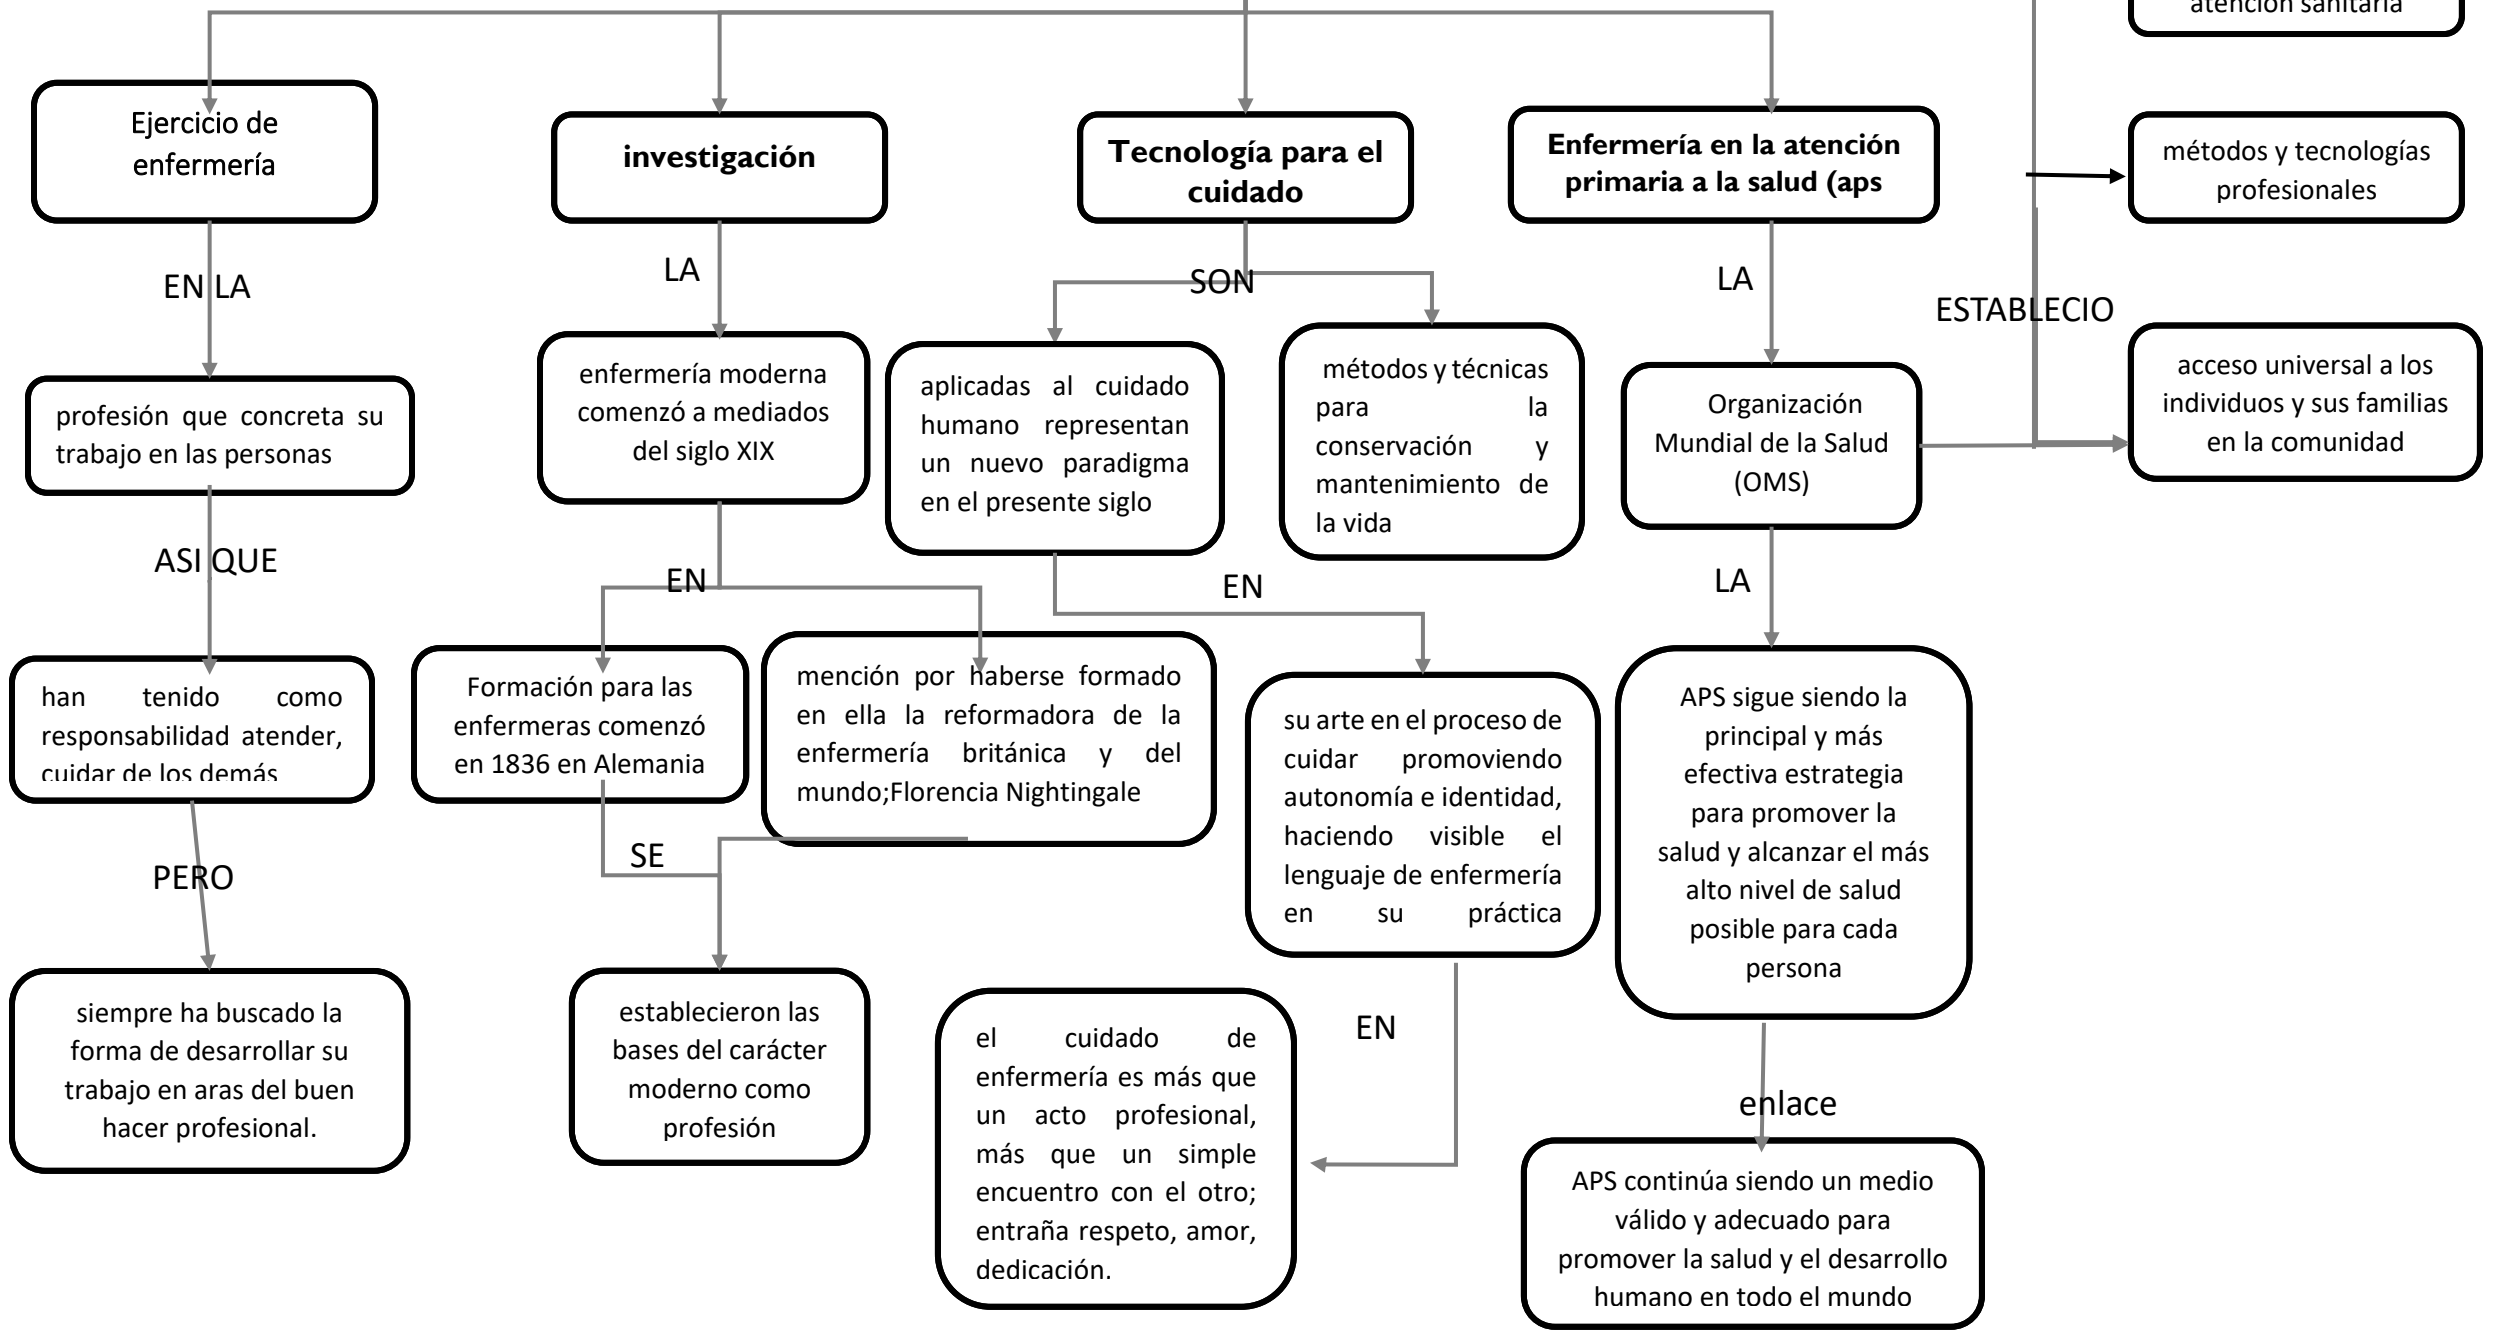 atención sanitaria
Ejercicio de
enfermería
investigación
Tecnología para el
cuidado
Enfermería en la atención
primaria a la salud (aps
métodos y tecnologías
profesionales
EN LA
LA
SON
LA
ESTABLECIO
profesión que concreta su
trabajo en las personas
enfermería moderna
comenzó a mediados
del siglo XIX
aplicadas al cuidado
humano representan
un nuevo paradigma
en el presente siglo
métodos y técnicas
para la
conservación y
mantenimiento de
la vida
Organización
Mundial de la Salud
(OMS)
acceso universal a los
individuos y sus familias
en la comunidad
ASI QUE
EN
EN
LA
han tenido como
responsabilidad atender,
cuidar de los demás
Formación para las
enfermeras comenzó
en 1836 en Alemania
mención por haberse formado
en ella la reformadora de la
enfermería británica y del
mundo;Florencia Nightingale
su arte en el proceso de
cuidar promoviendo
autonomía e identidad,
haciendo visible el
lenguaje de enfermería
en su práctica
APS sigue siendo la
principal y más
efectiva estrategia
para promover la
salud y alcanzar el más
alto nivel de salud
posible para cada
persona
PERO
SE
EN
enlace
siempre ha buscado la
forma de desarrollar su
trabajo en aras del buen
hacer profesional.
establecieron las
bases del carácter
moderno como
profesión
el cuidado de
enfermería es más que
un acto profesional,
más que un simple
encuentro con el otro;
entraña respeto, amor,
dedicación.
APS continúa siendo un medio
válido y adecuado para
promover la salud y el desarrollo
humano en todo el mundo